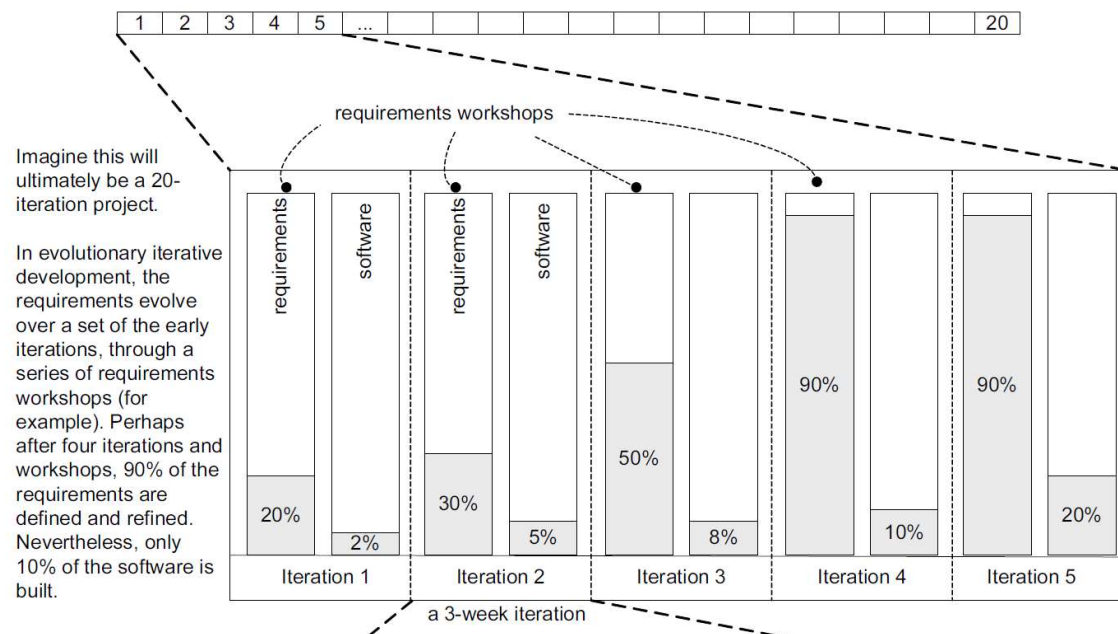 1 2 3 4 5 ... 20
requirements workshops
Imagine this will
ultimately be a 20-
iteration project.
In evolutionary iterative
development, the
requirements evolve
over a set of the early
iterations, through a
series of requirements
workshops (for
example). Perhaps
after four iterations and
workshops, 90% of the
requirements are
defined and refined.
Nevertheless, only
10% of the software is
built.
requirements
software
requirements
software
20%
2%
30%
5%
50%
8%
90%
10%
90%
20%
Iteration 1
Iteration 2
Iteration 3
Iteration 4
Iteration 5
a 3-week iteration